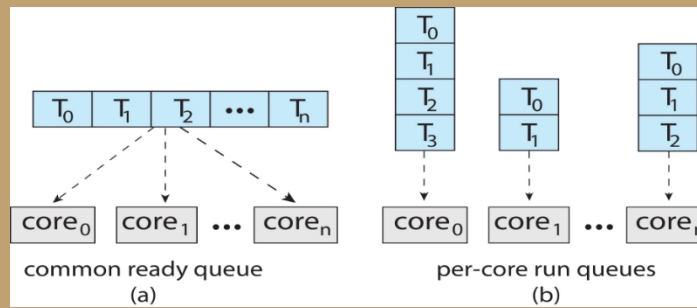 T₀ T₁ T₂ ••• Tₙ
core₀ core₁ ••• coreₙ
common ready queue
(a)
T₀
T₁
T₂
T₃
T₀
T₁
T₀
T₁
T₂
core₀ core₁ •••
per-core run queues
(b)